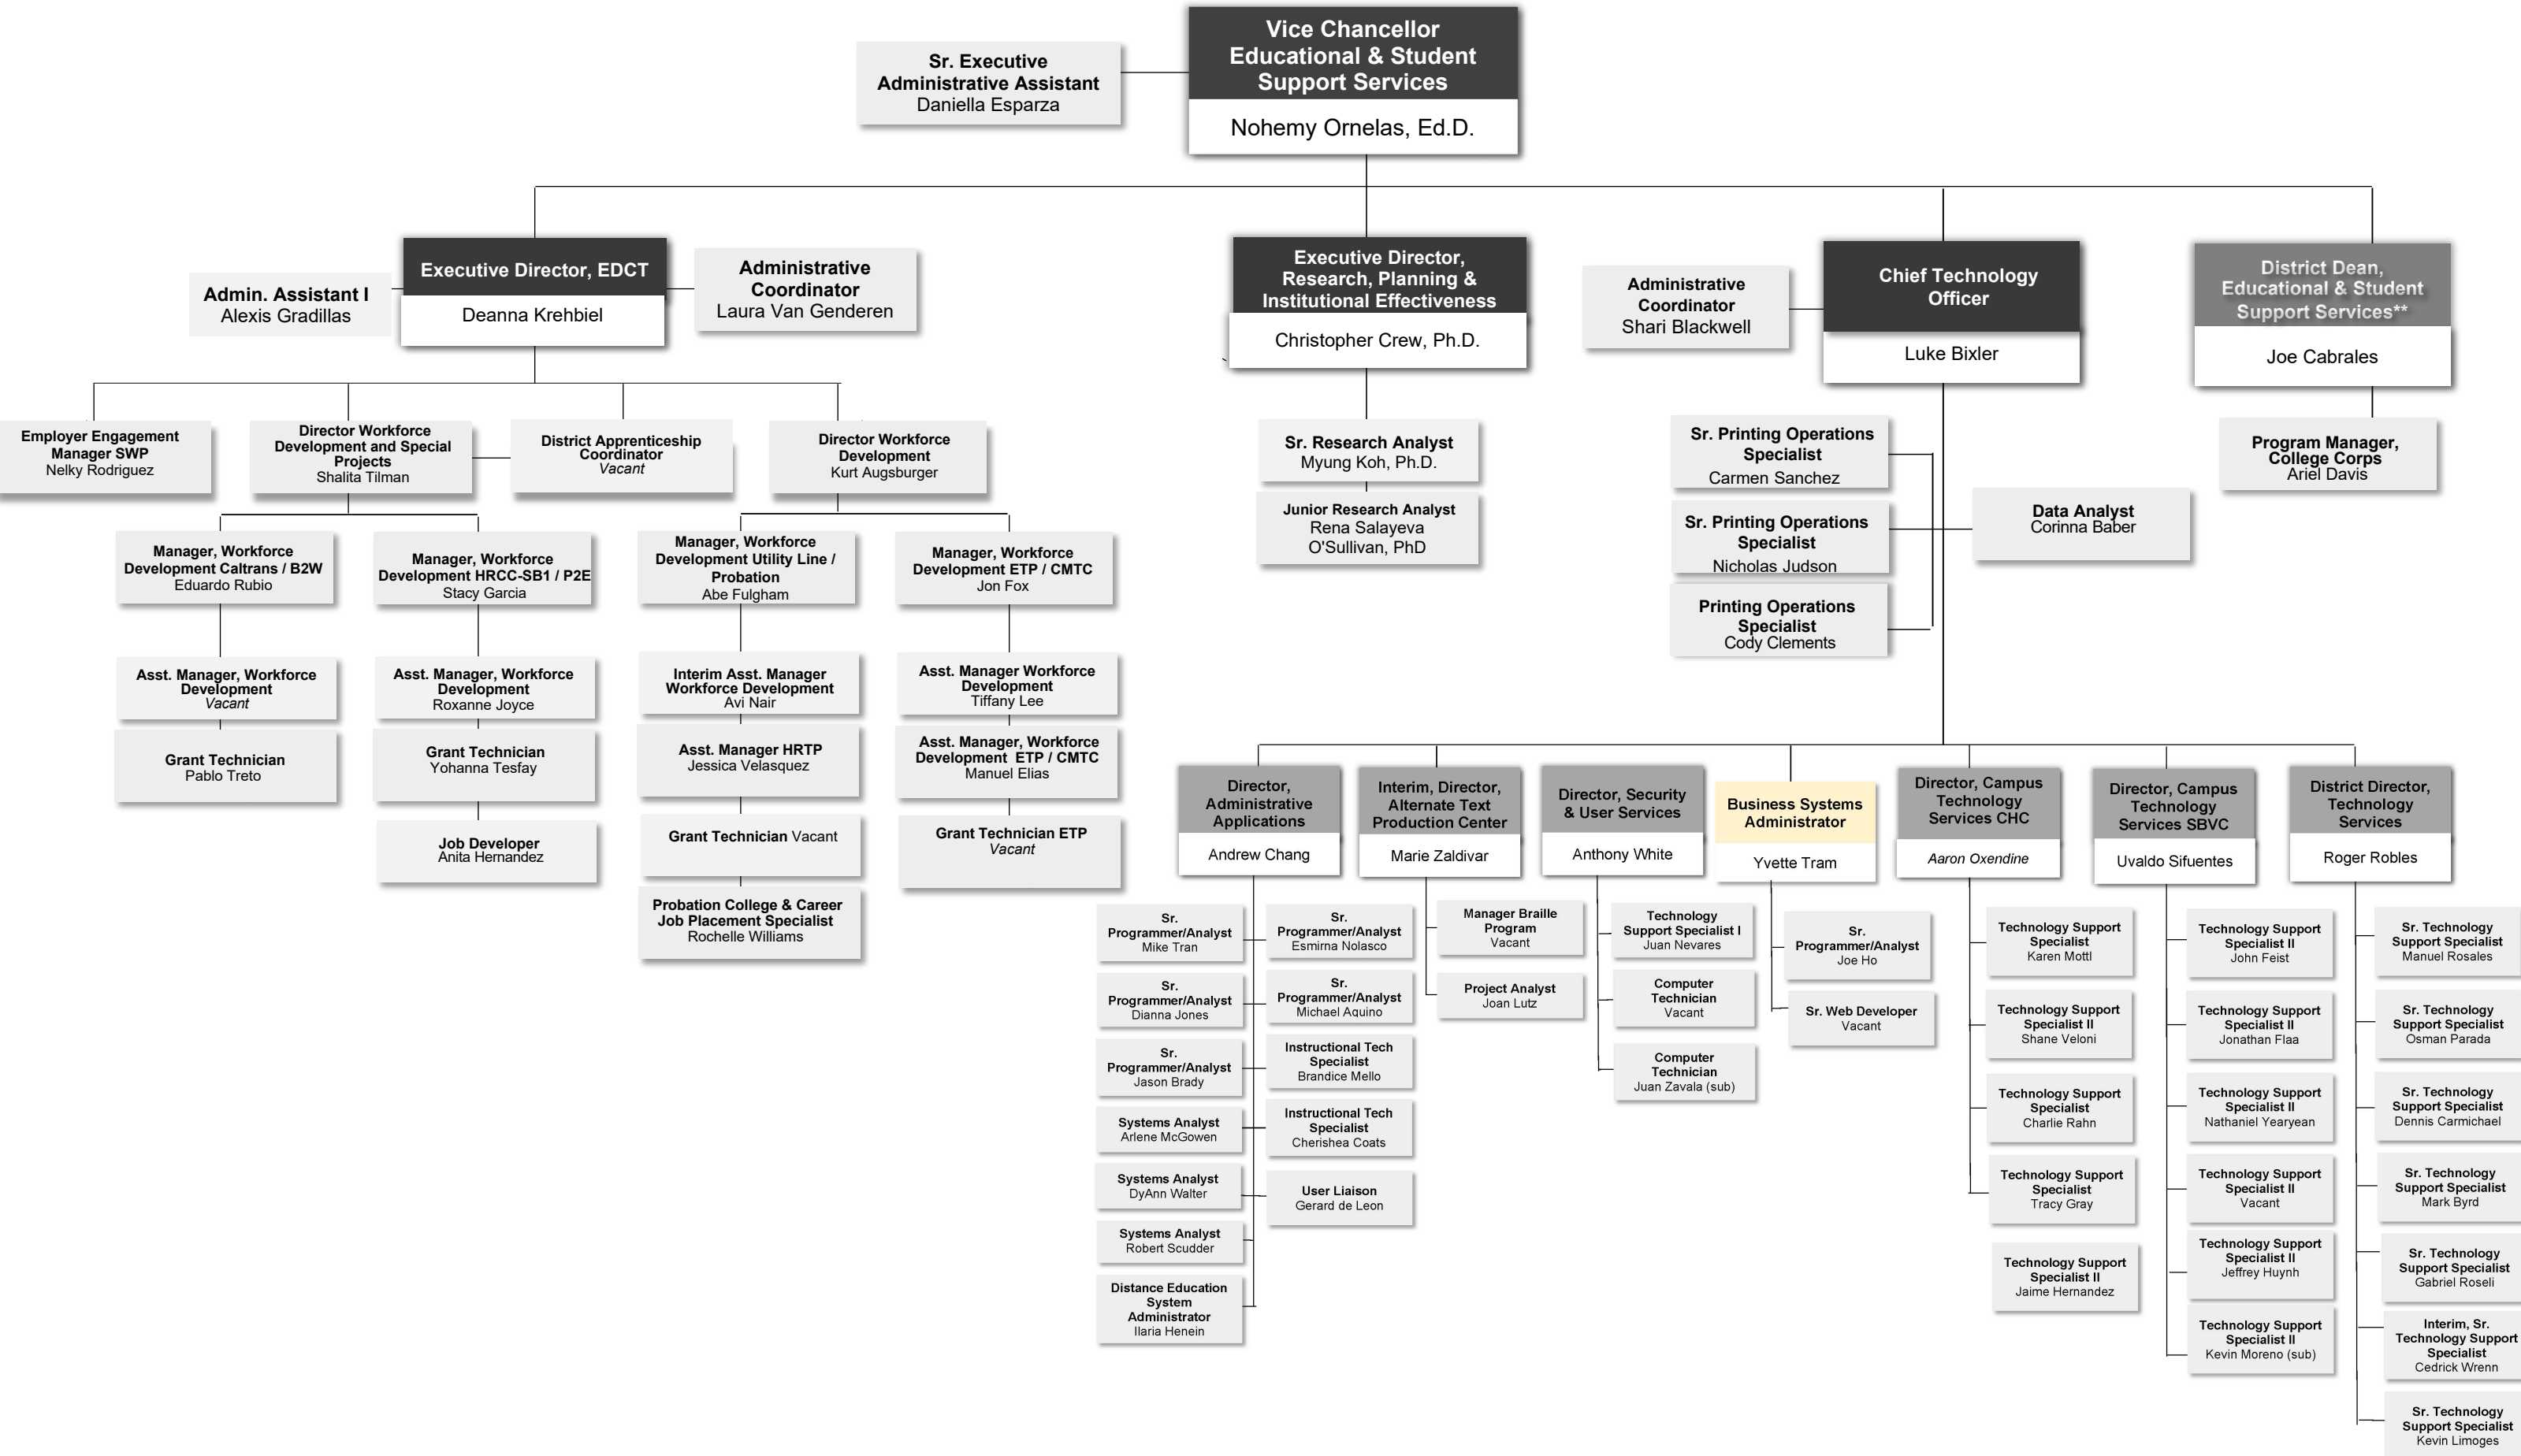 Vice Chancellor
Educational & Student
Support Services
Nohemy Ornelas, Ed.D.
Sr. Executive
Administrative Assistant
Daniella Esparza
Executive Director, EDCT
Deanna Krehbiel
Admin. Assistant I
Alexis Gradillas
Administrative
Coordinator
Laura Van Genderen
Executive Director,
Research, Planning &
Institutional Effectiveness
Christopher Crew, Ph.D.
Administrative
Coordinator
Shari Blackwell
Chief Technology
Officer
Luke Bixler
District Dean,
Educational & Student
Support Services**
Joe Cabrales
Employer Engagement
Manager SWP
Nelky Rodriguez
Director Workforce
Development and Special
Projects
Shalita Tilman
District Apprenticeship
Coordinator
Vacant
Director Workforce
Development
Kurt Augsburger
Sr. Research Analyst
Myung Koh, Ph.D.
Junior Research Analyst
Rena Salayeva
O'Sullivan, PhD
Sr. Printing Operations
Specialist
Carmen Sanchez
Sr. Printing Operations
Specialist
Nicholas Judson
Printing Operations
Specialist
Cody Clements
Data Analyst
Corinna Baber
Program Manager,
College Corps
Ariel Davis
Manager, Workforce
Development Caltrans / B2W
Eduardo Rubio
Manager, Workforce
Development HRCC-SB1 / P2E
Stacy Garcia
Manager, Workforce
Development Utility Line /
Probation
Abe Fulgham
Manager, Workforce
Development ETP / CMTC
Jon Fox
Asst. Manager, Workforce
Development
Vacant
Grant Technician
Pablo Treto
Asst. Manager, Workforce
Development
Roxanne Joyce
Grant Technician
Yohanna Tesfay
Job Developer
Anita Hernandez
Interim Asst. Manager
Workforce Development
Avi Nair
Asst. Manager HRTP
Jessica Velasquez
Grant Technician Vacant
Probation College & Career
Job Placement Specialist
Rochelle Williams
Asst. Manager Workforce
Development
Tiffany Lee
Asst. Manager, Workforce
Development ETP / CMTC
Manuel Elias
Grant Technician ETP
Vacant
Director,
Administrative
Applications
Andrew Chang
Interim, Director,
Alternate Text
Production Center
Marie Zaldivar
Director, Security
& User Services
Anthony White
Business Systems
Administrator
Yvette Tram
Director, Campus
Technology
Services CHC
Aaron Oxendine
Director, Campus
Technology
Services SBVC
Uvaldo Sifuentes
District Director,
Technology
Services
Roger Robles
Sr.
Programmer/Analyst
Mike Tran
Sr.
Programmer/Analyst
Dianna Jones
Sr.
Programmer/Analyst
Jason Brady
Systems Analyst
Arlene McGowen
Systems Analyst
DyAnn Walter
Systems Analyst
Robert Scudder
Distance Education
System
Administrator
Ilaria Henein
Sr.
Programmer/Analyst
Esmirna Nolasco
Sr.
Programmer/Analyst
Michael Aquino
Instructional Tech
Specialist
Brandice Mello
Instructional Tech
Specialist
Cherishea Coats
User Liaison
Gerard de Leon
Manager Braille
Program
Vacant
Project Analyst
Joan Lutz
Technology
Support Specialist I
Juan Nevares
Computer
Technician
Vacant
Computer
Technician
Juan Zavala (sub)
Sr.
Programmer/Analyst
Joe Ho
Sr. Web Developer
Vacant
Technology Support
Specialist
Karen Mottl
Technology Support
Specialist II
Shane Veloni
Technology Support
Specialist
Charlie Rahn
Technology Support
Specialist
Tracy Gray
Technology Support
Specialist II
Jaime Hernandez
Technology Support
Specialist II
John Feist
Technology Support
Specialist II
Jonathan Flaa
Technology Support
Specialist II
Nathaniel Yearyean
Technology Support
Specialist II
Vacant
Technology Support
Specialist II
Jeffrey Huynh
Technology Support
Specialist II
Kevin Moreno (sub)
Sr. Technology
Support Specialist
Manuel Rosales
Sr. Technology
Support Specialist
Osman Parada
Sr. Technology
Support Specialist
Dennis Carmichael
Sr. Technology
Support Specialist
Mark Byrd
Sr. Technology
Support Specialist
Gabriel Roseli
Interim, Sr.
Technology Support
Specialist
Cedrick Wrenn
Sr. Technology
Support Specialist
Kevin Limoges